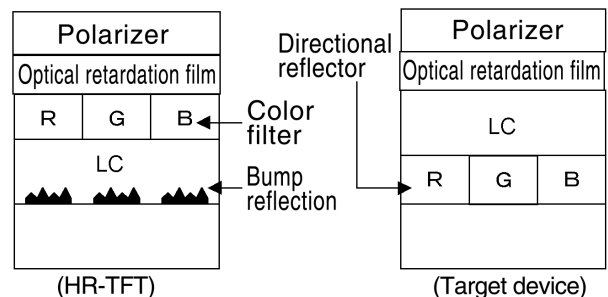 Polarizer
Optical retardation film
R G B
LC
(HR-TFT)
Color
filter
Bump
reflection
Directional
reflector
Polarizer
Optical retardation film
LC
R G B
(Target device)